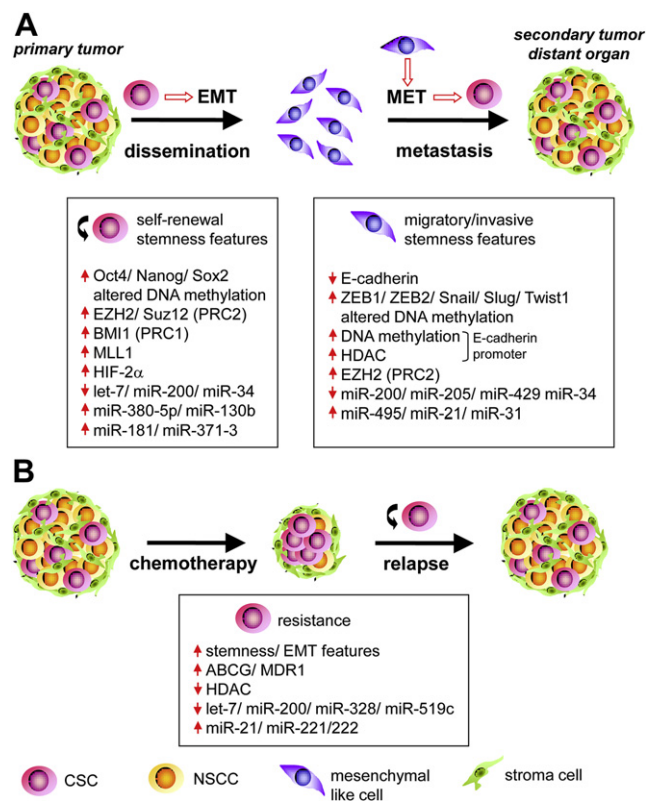 A
primary tumor
secondary tumor
distant organ
EMT
MET
dissemination
metastasis
self-renewal
stemness features
Oct4/ Nanog/ Sox2
altered DNA methylation
EZH2/ Suz12 (PRC2)
BMI1 (PRC1)
MLL1
HIF-2α
let-7/ miR-200/ miR-34
miR-380-5p/ miR-130b
miR-181/ miR-371-3
migratory/invasive
stemness features
E-cadherin
ZEB1/ ZEB2/ Snail/ Slug/ Twist1
altered DNA methylation
DNA methylation
HDAC
E-cadherin
promoter
EZH2 (PRC2)
miR-200/ miR-205/ miR-429 miR-34
miR-495/ miR-21/ miR-31
B
chemotherapy
relapse
resistance
stemness/ EMT features
ABCG/ MDR1
HDAC
let-7/ miR-200/ miR-328/ miR-519c
miR-21/ miR-221/222
CSC
NSCC
mesenchymal
like cell
stroma cell